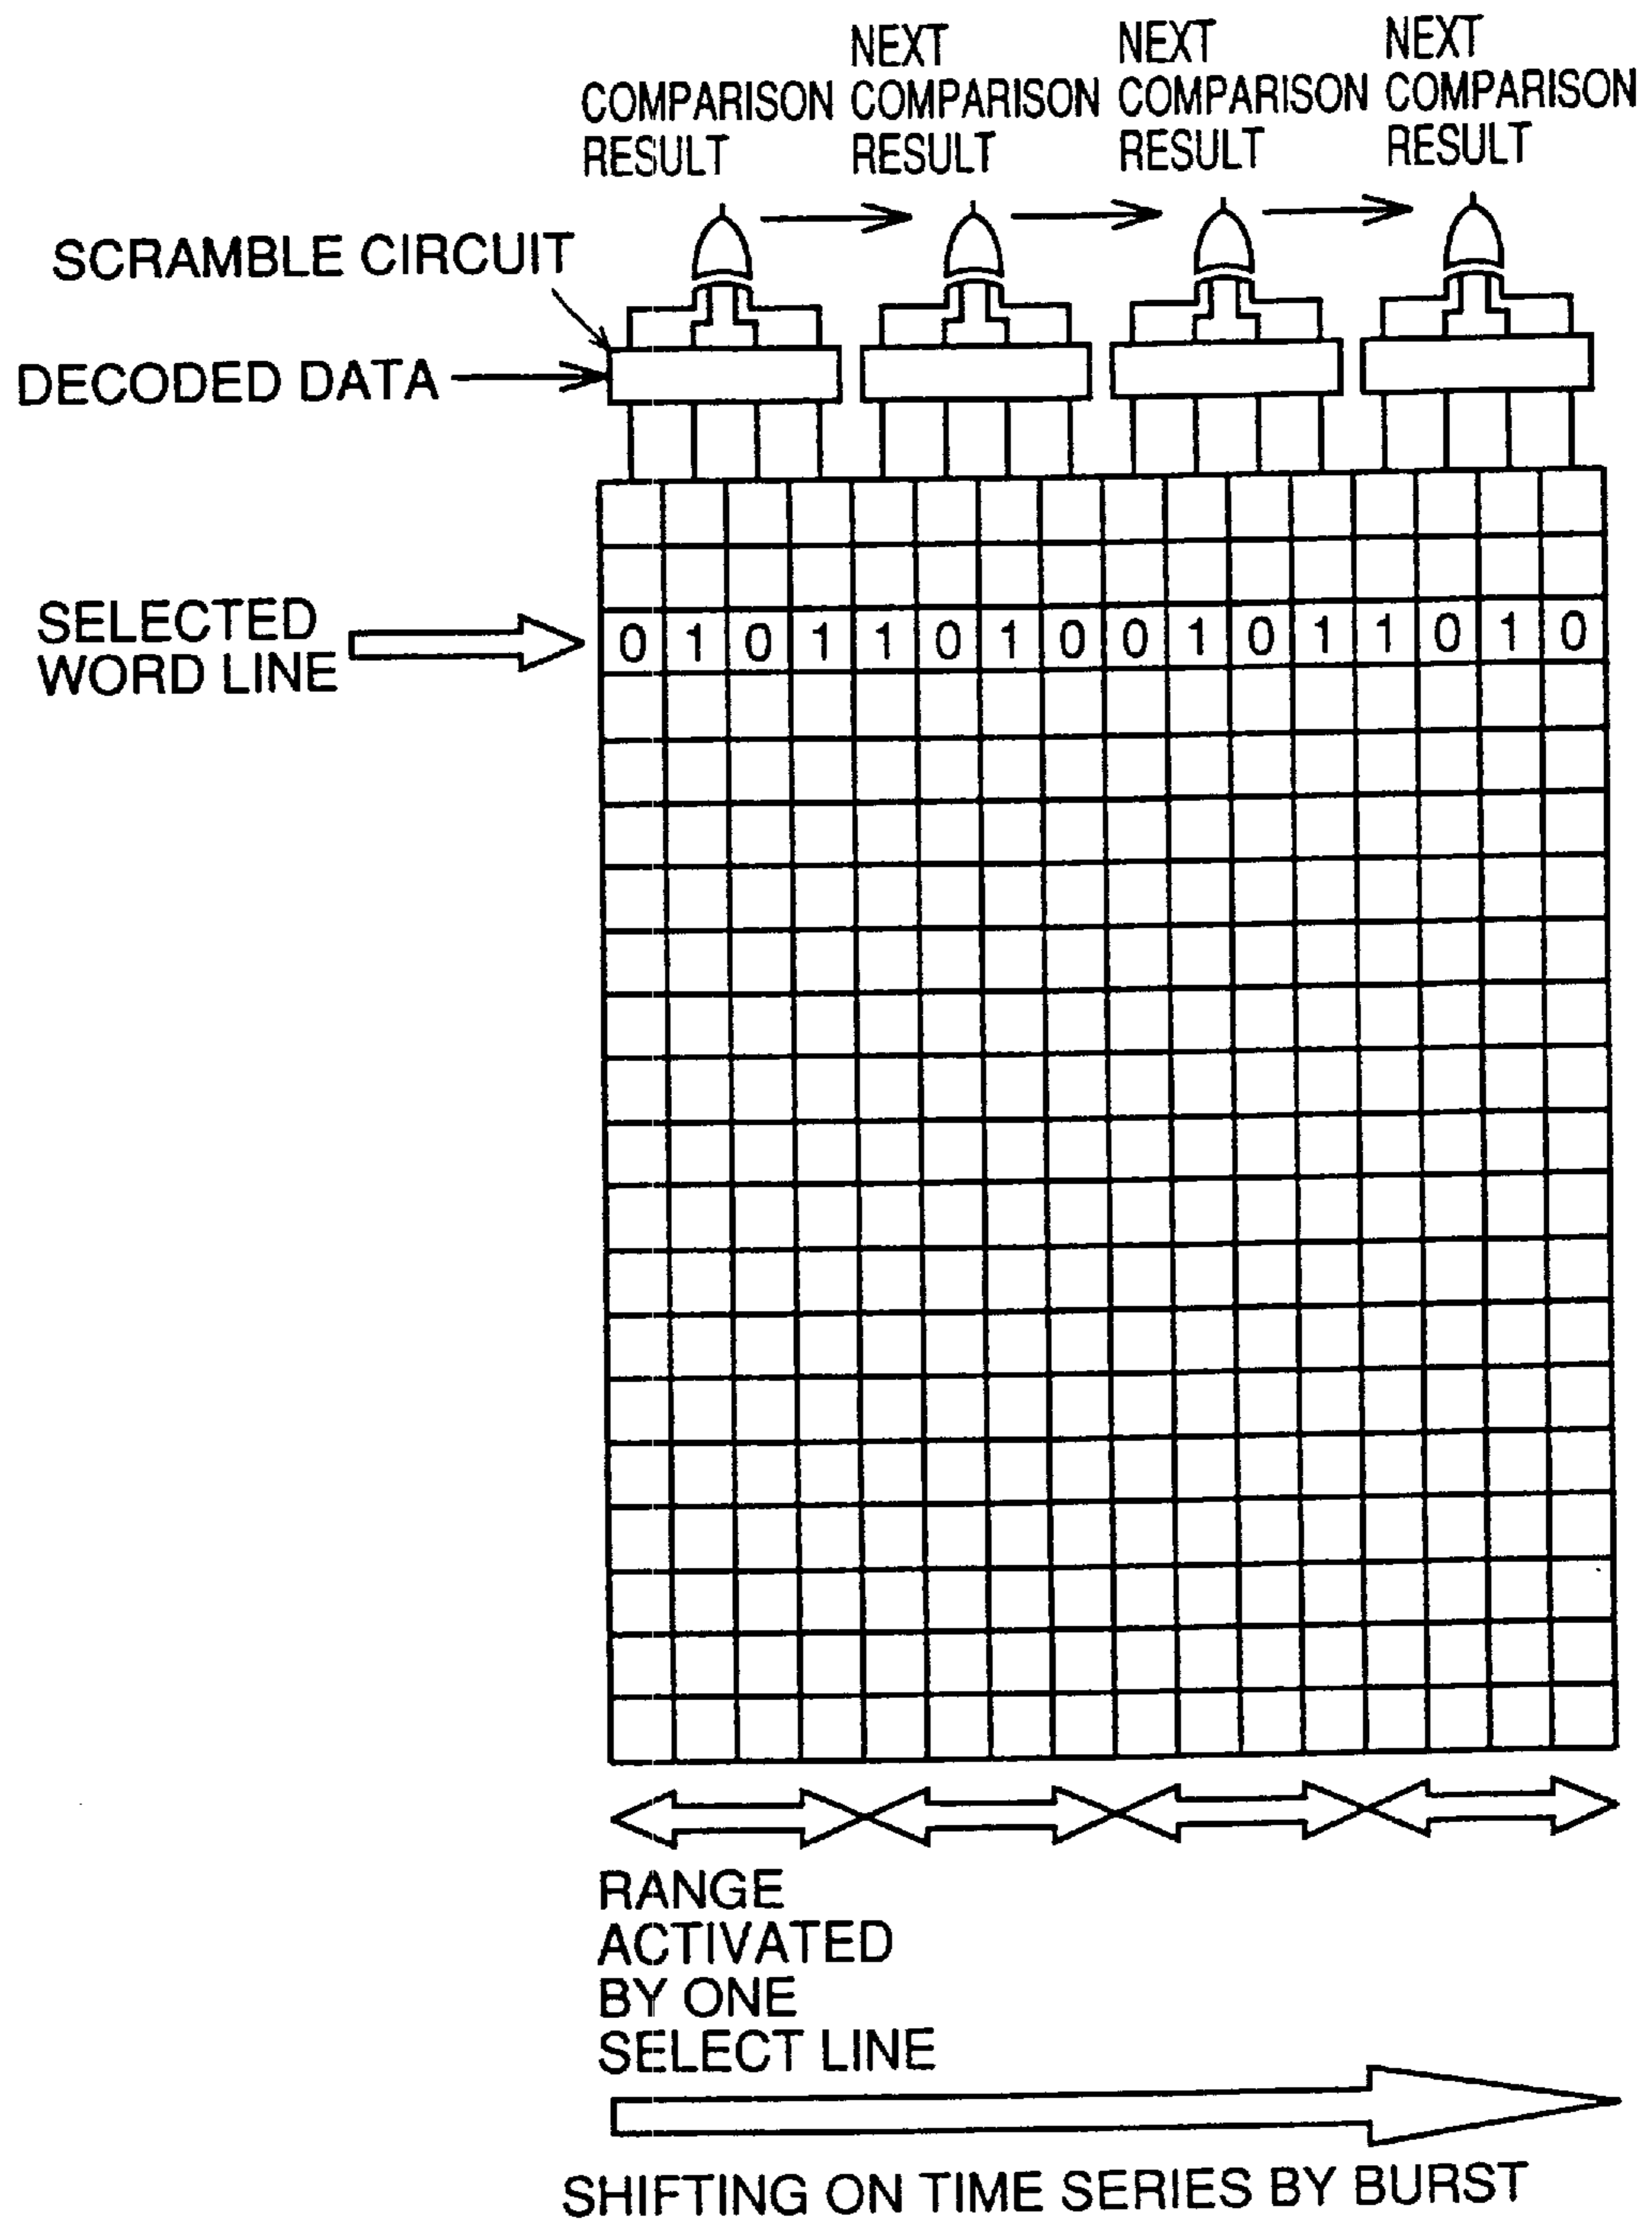 COMPARISON
RESULT
NEXT
COMPARISON
RESULT
NEXT
COMPARISON
RESULT
NEXT
COMPARISON
RESULT
SCRAMBLE CIRCUIT
DECODED DATA
SELECTED
WORD LINE
0 1 0 1 1 0 1 0 0 1 0 1 1 0 1 0
RANGE
ACTIVATED
BY ONE
SELECT LINE
SHIFTING ON TIME SERIES BY BURST